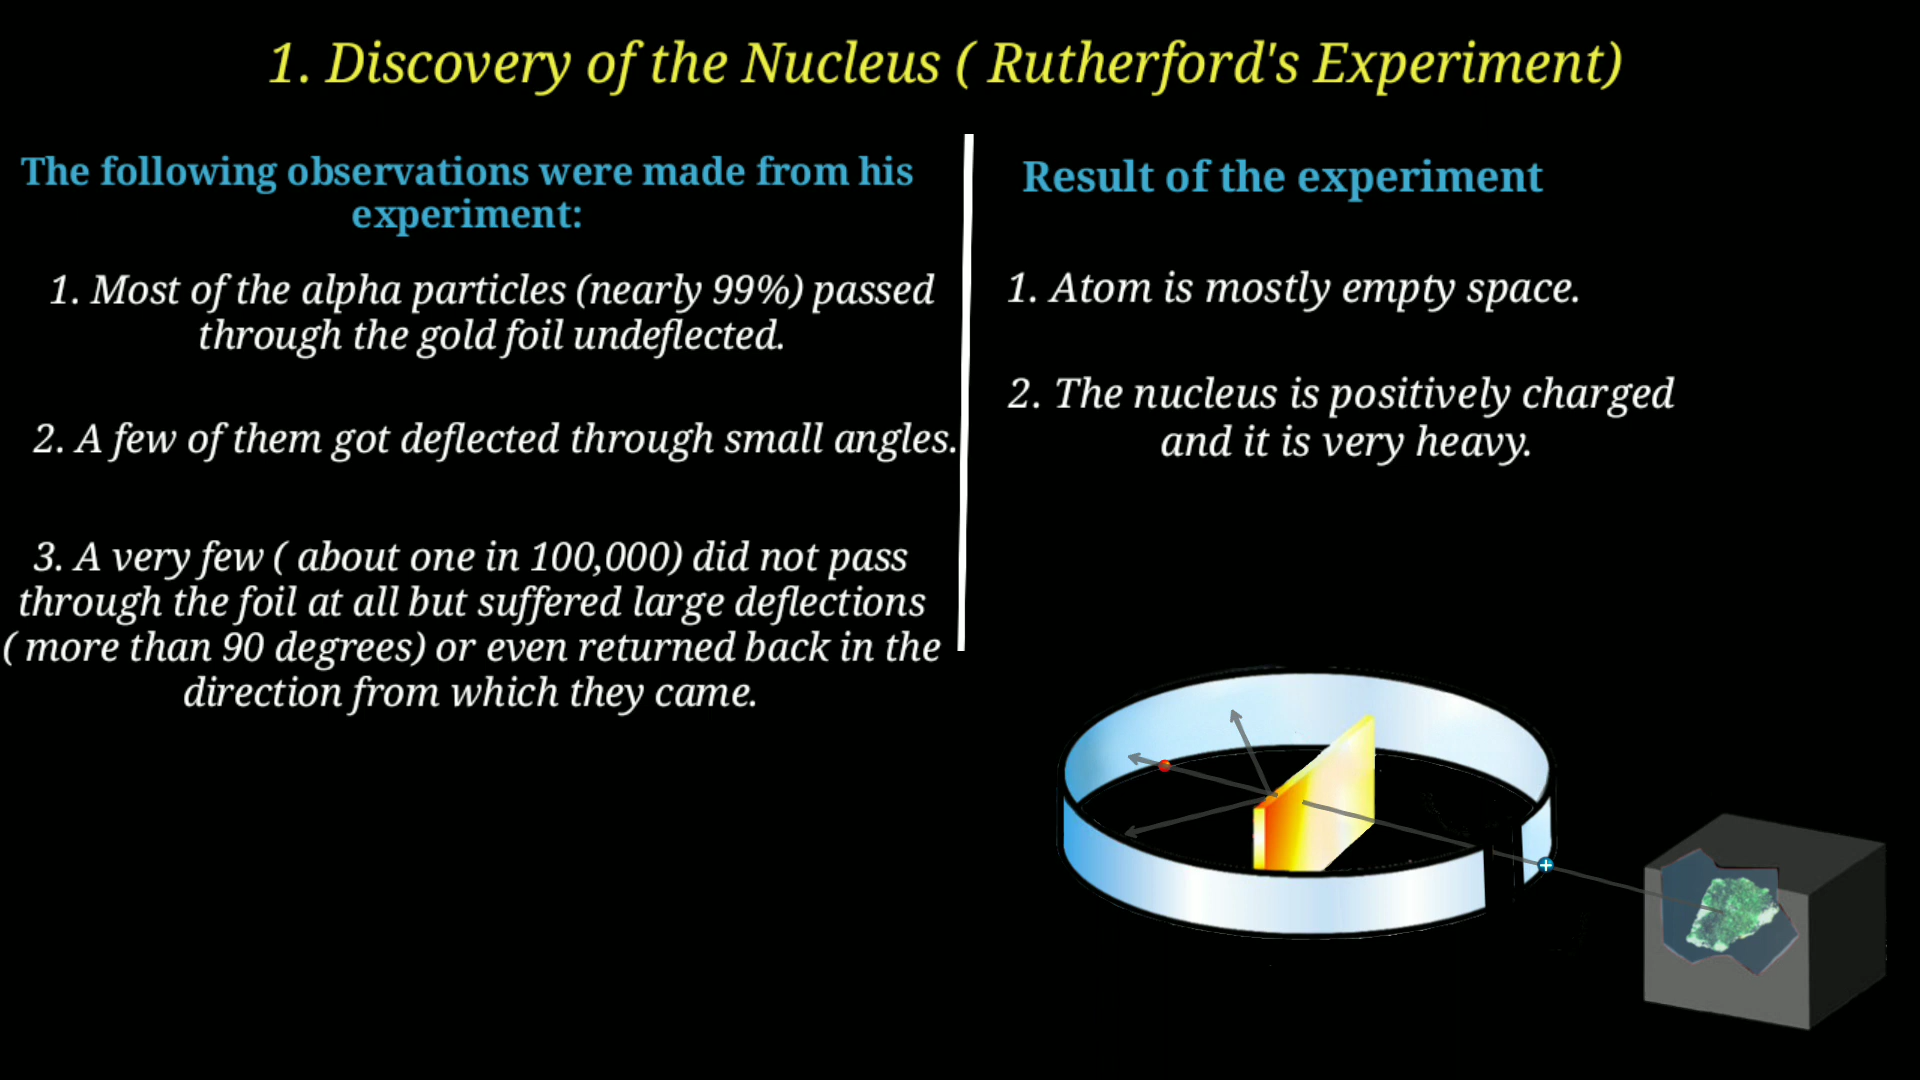 1. Discovery of the Nucleus ( Rutherford's Experiment)
The following observations were made from his
experiment:
1. Most of the alpha particles (nearly 99%) passed
through the gold foil undeflected.
2. A few of them got deflected through small angles.
3. A very few ( about one in 100,000) did not pass
through the foil at all but suffered large deflections
( more than 90 degrees) or even returned back in the
direction from which they came.
Result of the experiment
1. Atom is mostly empty space.
2. The nucleus is positively charged
and it is very heavy.
+